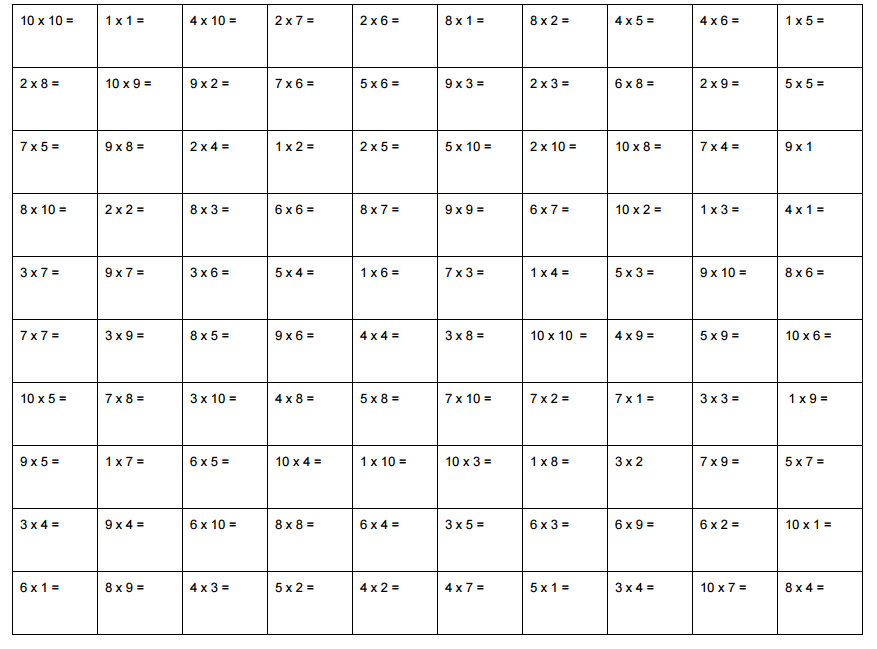 10 x 10 = 1 x 1 = 4 x 10 = 2 x 7 = 2 x 6 = 8 x 1 = 8 x 2 = 4 x 5 = 4 x 6 = 1 x 5 =
2 x 8 = 10 x 9 = 9 x 2 = 7 x 6 = 5 x 6 = 9 x 3 = 2 x 3 = 6 x 8 = 2 x 9 = 5 x 5 =
7 x 5 = 9 x 8 = 2 x 4 = 1 x 2 = 2 x 5 = 5 x 10 = 2 x 10 = 10 x 8 = 7 x 4 = 9 x 1
8 x 10 = 2 x 2 = 8 x 3 = 6 x 6 = 8 x 7 = 9 x 9 = 6 x 7 = 10 x 2 = 1 x 3 = 4 x 1 =
3 x 7 = 9 x 7 = 3 x 6 = 5 x 4 = 1 x 6 = 7 x 3 = 1 x 4 = 5 x 3 = 9 x 10 = 8 x 6 =
7 x 7 = 3 x 9 = 8 x 5 = 9 x 6 = 4 x 4 = 3 x 8 = 10 x 10 = 4 x 9 = 5 x 9 = 10 x 6 =
10 x 5 = 7 x 8 = 3 x 10 = 4 x 8 = 5 x 8 = 7 x 10 = 7 x 2 = 7 x 1 = 3 x 3 = 1 x 9 =
9 x 5 = 1 x 7 = 6 x 5 = 10 x 4 = 1 x 10 = 10 x 3 = 1 x 8 = 3 x 2 7 x 9 = 5 x 7 =
3 x 4 = 9 x 4 = 6 x 10 = 8 x 8 = 6 x 4 = 3 x 5 = 6 x 3 = 6 x 9 = 6 x 2 = 10 x 1 =
6 x 1 = 8 x 9 = 4 x 3 = 5 x 2 = 4 x 2 = 4 x 7 = 5 x 1 = 3 x 4 = 10 x 7 = 8 x 4 =